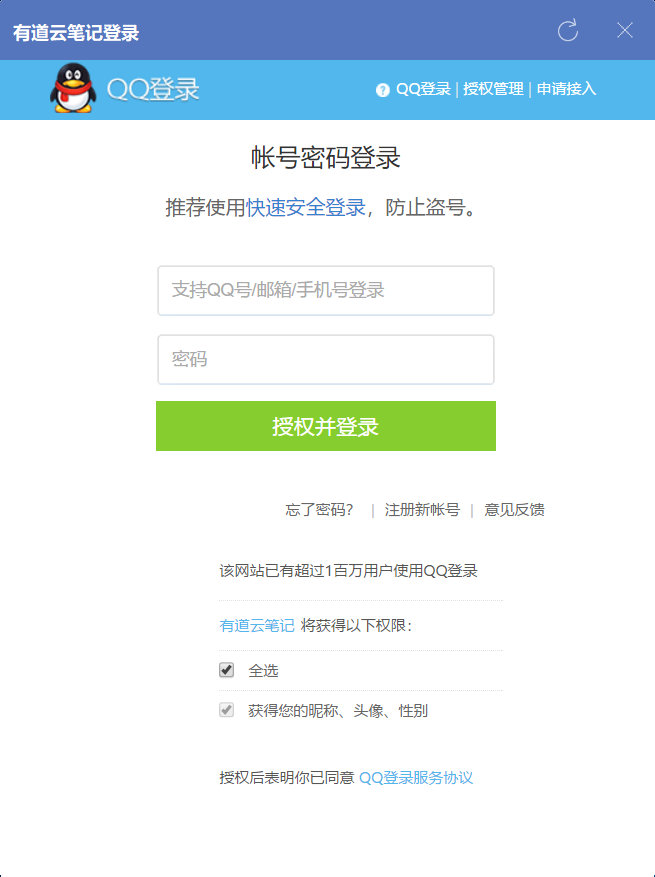 有道云笔记登录
QQ登录
? QQ登录 | 授权管理 | 申请接入
帐号密码登录
推荐使用快速安全登录，防止盗号。
支持QQ号/邮箱/手机号登录
密码
授权并登录
忘了密码？ | 注册新帐号 | 意见反馈
该网站已有超过1百万用户使用QQ登录
有道云笔记 将获得以下权限：
全选
获得您的昵称、头像、性别
授权后表明你已同意 QQ登录服务协议